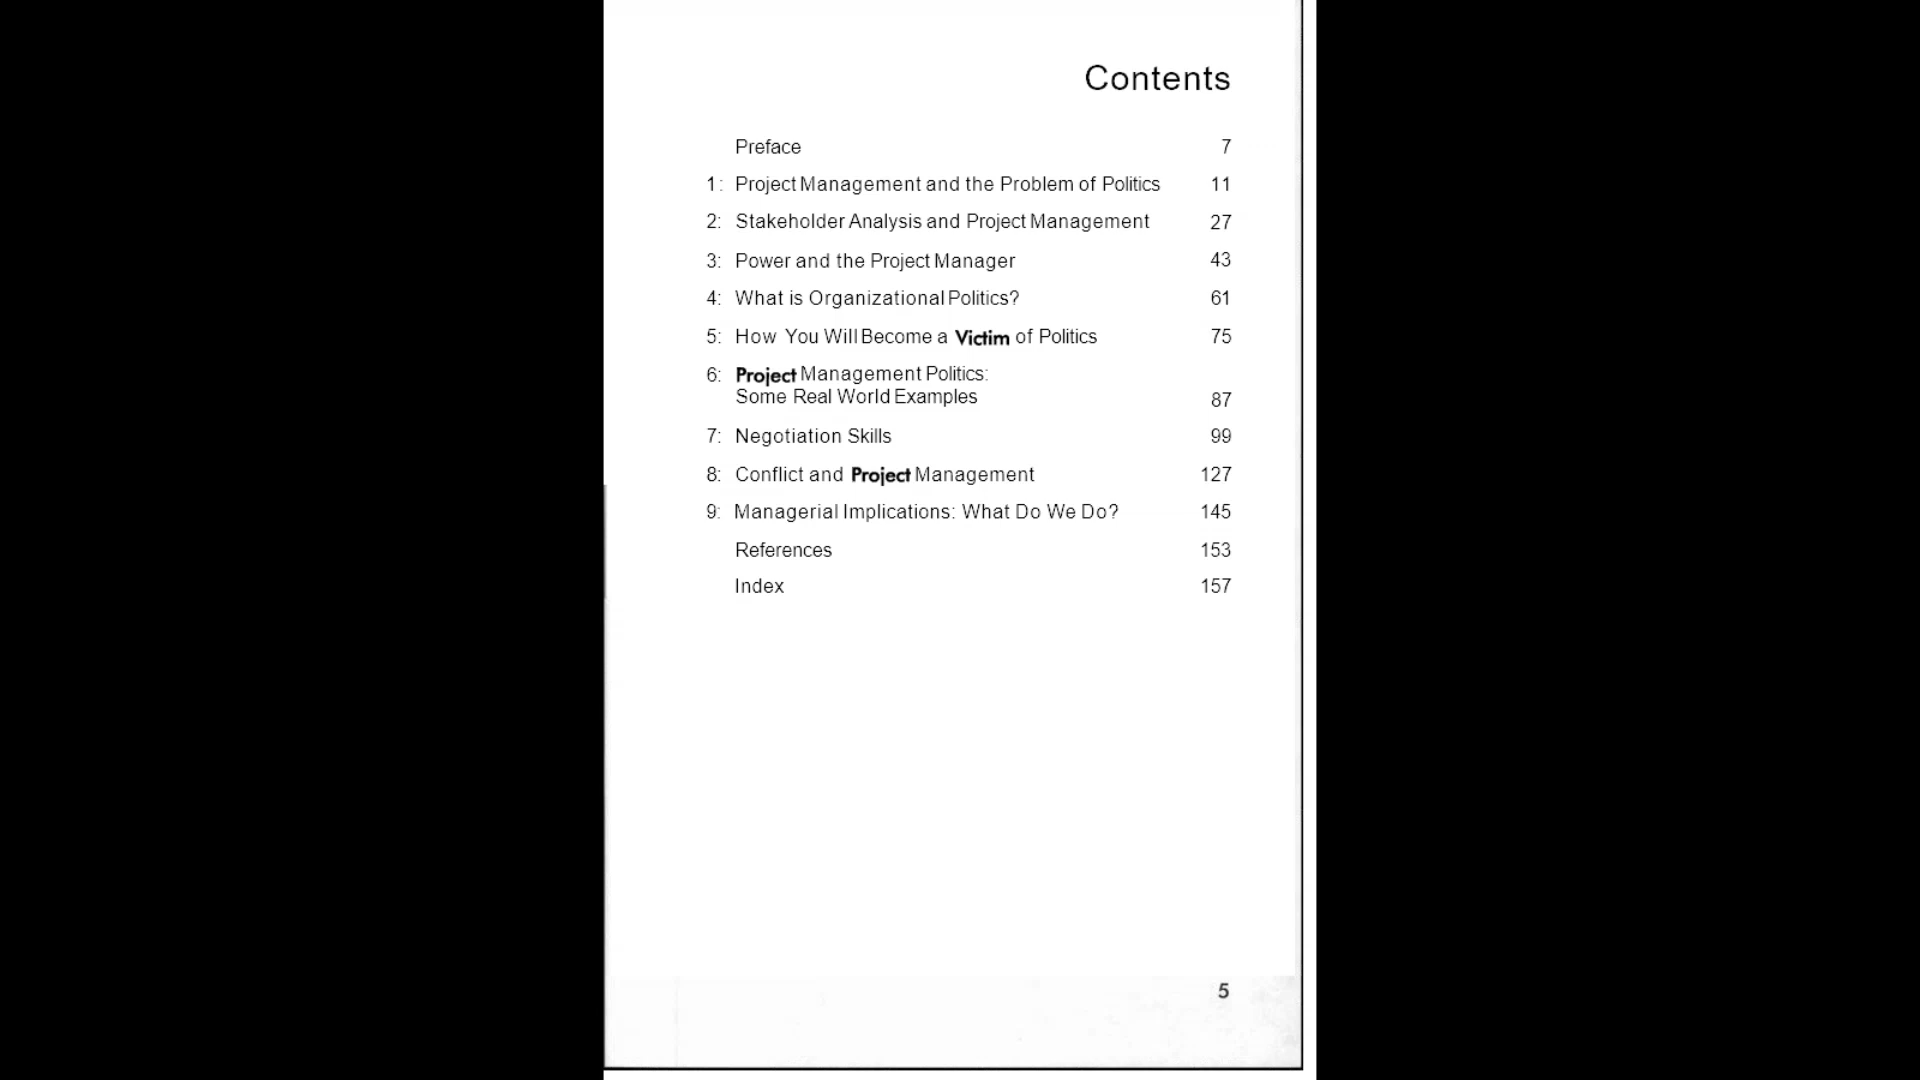 Contents
Preface 7
1: Project Management and the Problem of Politics 11
2: Stakeholder Analysis and Project Management 27
3: Power and the Project Manager 43
4: What is Organizational Politics? 61
5: How You Will Become a Victim of Politics 75
6: Project Management Politics:
Some Real World Examples 87
7: Negotiation Skills 99
8: Conflict and Project Management 127
9: Managerial Implications: What Do We Do? 145
References 153
Index 157
5